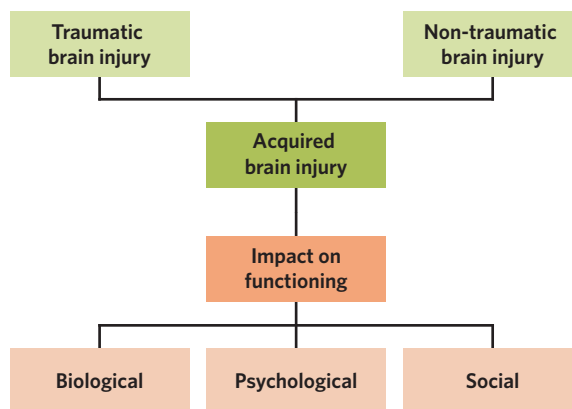 Traumatic
brain injury
Non-traumatic
brain injury
Acquired
brain injury
Impact on
functioning
Biological
Psychological
Social